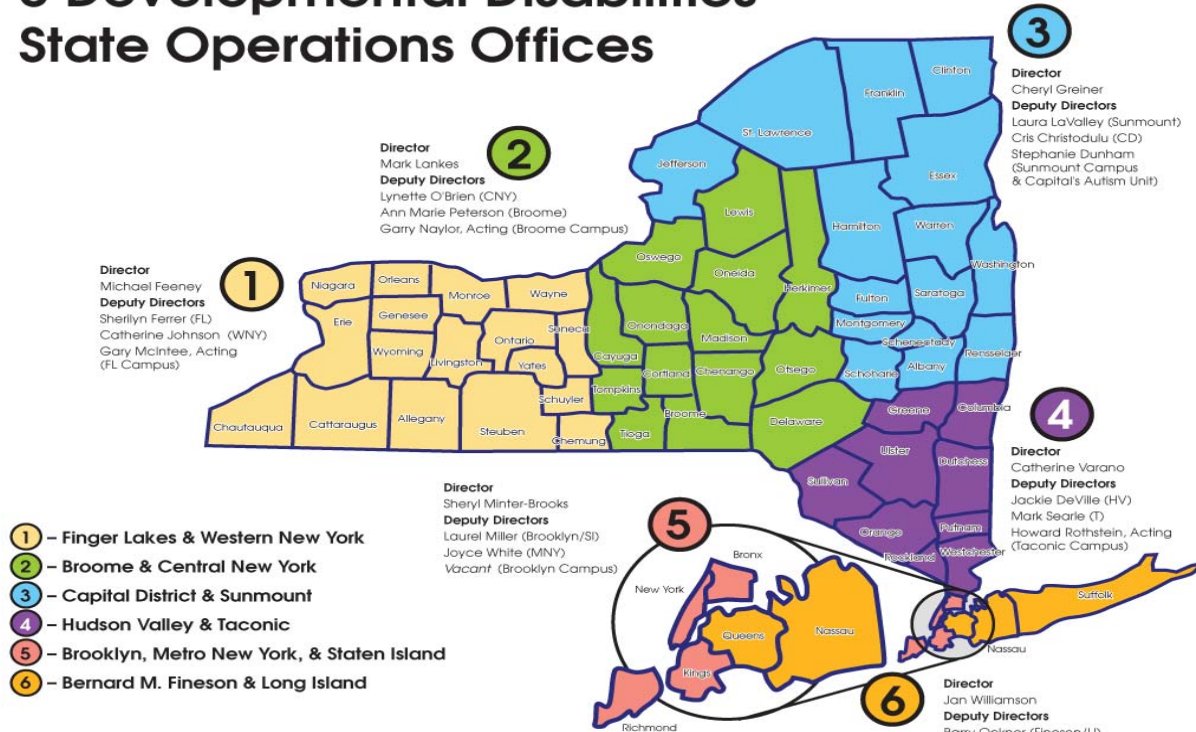 State Operations Offices
3
Director
Cheryl Greiner
Deputy Directors
Laura LaValley (Sunmount)
Cris Christodulu (CD)
Stephanie Dunham
(Sunmount Campus
& Capital's Autism Unit)
2
Director
Mark Lankes
Deputy Directors
Lynette O'Brien (CNY)
Ann Marie Peterson (Broome)
Garry Naylor, Acting (Broome Campus)
1
Director
Michael Feeney
Deputy Directors
Sherilyn Ferrer (FL)
Catherine Johnson (WNY)
Gary McIntee, Acting
(FL Campus)
Clinton
Franklin
St. Lawrence
Jefferson
Essex
Lewis
Hamilton
Warren
Washington
Oswego
Oneida
Herkimer
Fulton
Saratoga
Montgomery
Schenectady
Rensselaer
Schoharie
Albany
Niagara
Orleans
Monroe
Wayne
Erie
Genesee
Ontario
Seneca
Wyoming
Livingston
Yates
Cayuga
Onondaga
Madison
Cortland
Chenango
Otsego
Tompkins
Schuyler
Broome
Chautauqua
Cattaraugus
Allegany
Steuben
Chemung
Tioga
Delaware
Greene
Columbia
Ulster
Dutchess
Sullivan
Orange
Putnam
Rockland
Westchester
4
Director
Catherine Varano
Deputy Directors
Jackie DeVille (HV)
Mark Searle (T)
Howard Rothstein, Acting
(Taconic Campus)
Director
Sheryl Minter-Brooks
Deputy Directors
Laurel Miller (Brooklyn/SI)
Joyce White (MNY)
Vacant (Brooklyn Campus)
5
Bronx
New York
Queens
Nassau
Kings
Richmond
Suffolk
Nassau
1 – Finger Lakes & Western New York
2 – Broome & Central New York
3 – Capital District & Sunmount
4 – Hudson Valley & Taconic
5 – Brooklyn, Metro New York, & Staten Island
6 – Bernard M. Fineson & Long Island
6
Director
Jan Williamson
Deputy Directors